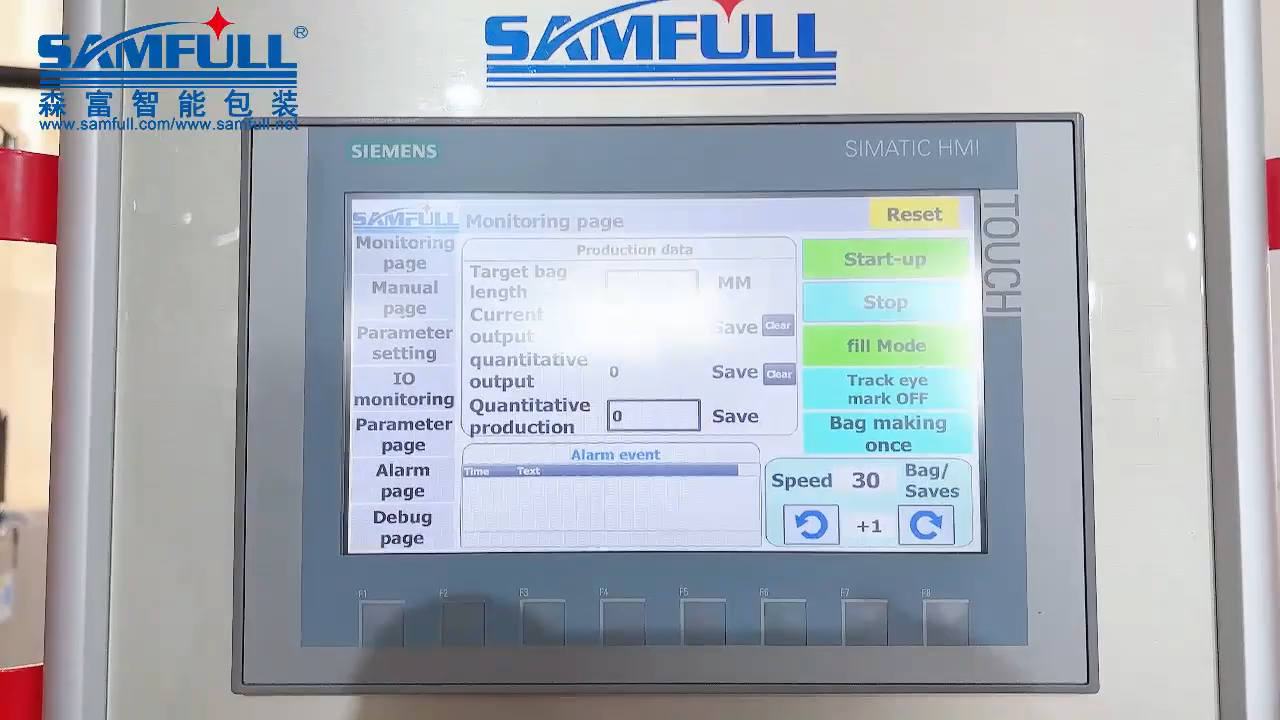 SAMFULL®
森富智能包装
www.samfull.com/www.samfull.net
SAMFULL
SIEMENS
SIMATIC HMI
TOUCH
SAMFULL
Monitoring page
Reset
Monitoring
page
Manual
page
Parameter
setting
IO
monitoring
Parameter
page
Alarm
page
Debug
page
Production data
Target bag
length
MM
Current
output
Save
Clear
quantitative
output
0
Save
Clear
Quantitative
production
0
Save
Alarm event
Time Text
Start-up
Stop
fill Mode
Track eye
mark OFF
Bag making
once
Speed
30
Bag/
Saves
+1
F1
F2
F3
F4
F5
F6
F7
F8